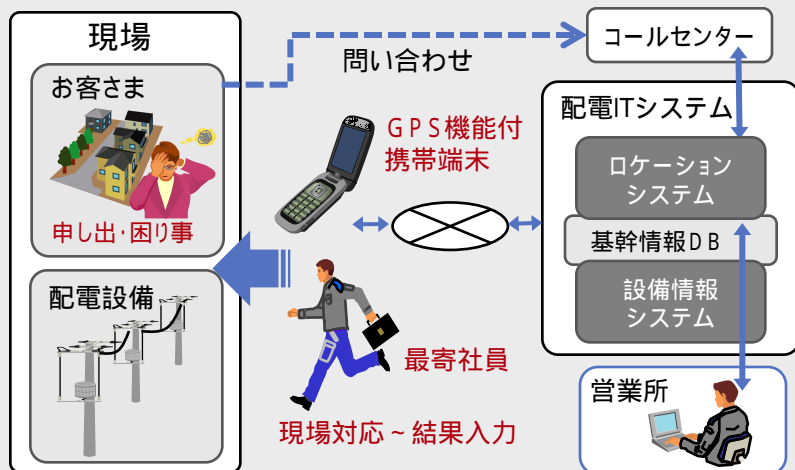 現場
お客さま
申し出・困り事
配電設備
問い合わせ
コールセンター
GPS機能付
携帯端末
配電ITシステム
ロケーション
システム
基幹情報DB
設備情報
システム
最寄社員
現場対応~結果入力
営業所